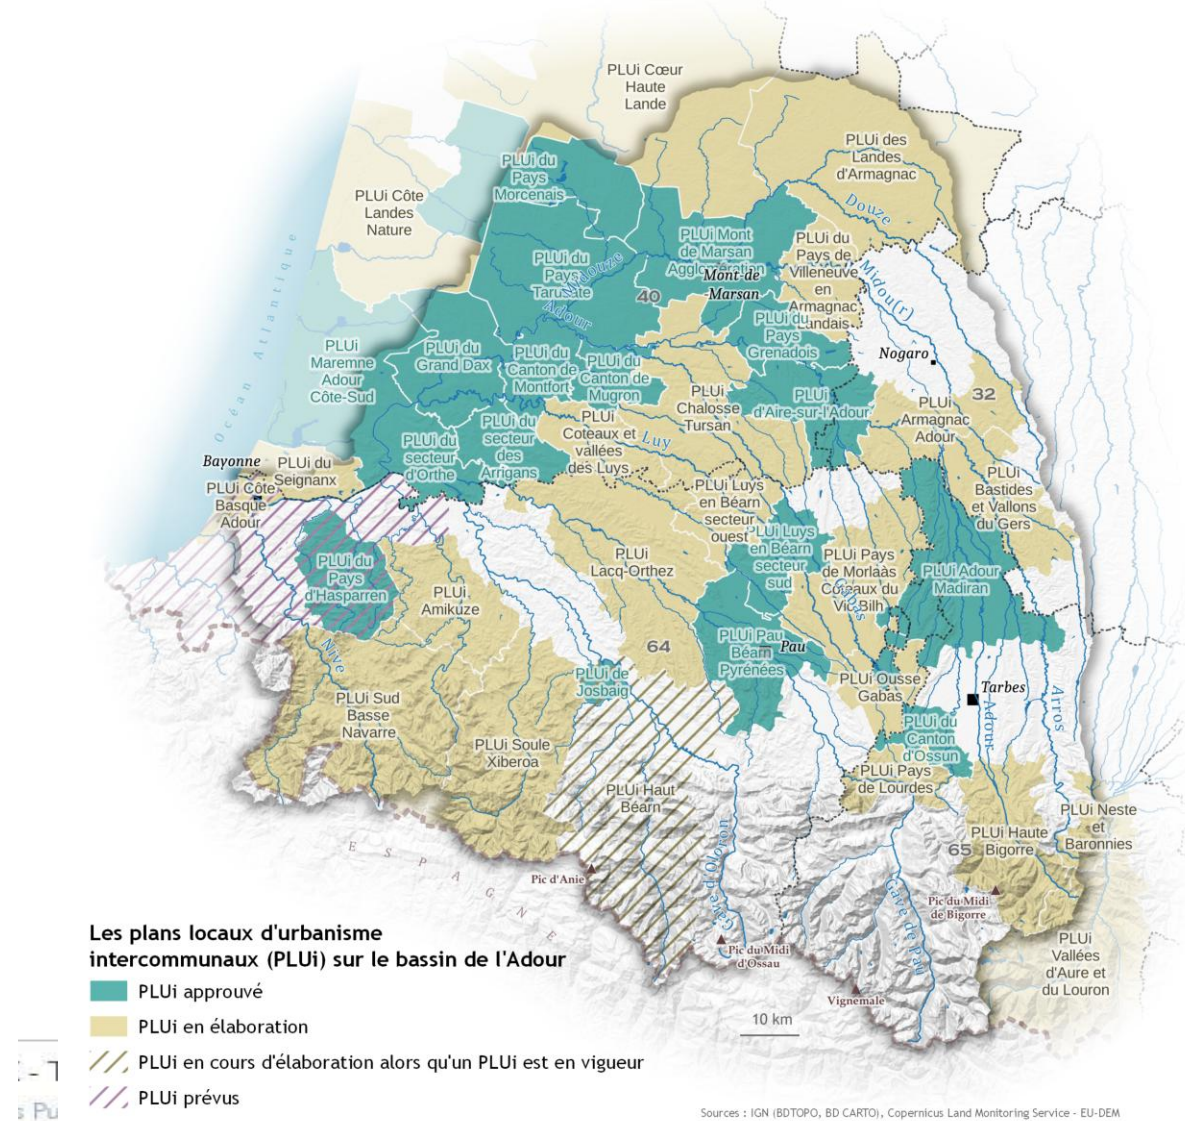 PLUi Cœur
Haute
Lande
PLUi des
Landes
d'Armagnac
PLUi du
Pays
Morcenais
PLUi Côte
Landes
Nature
Douze
PLUi Mont
de Marsan
Agglomération
Mont-de
-Marsan
PLUi du
Pays de
Villeneuve
en
Armagnac
Landais
PLUi du
Pays
Tarusate
Midouze
Adour
40
Midou(r)
Océan Atlantique
PLUi du
Pays
Grenadois
Nogaro
PLUi
Maremne
Adour
Côte-Sud
PLUi du
Grand Dax
PLUi du
Canton de
Montfort
PLUi du
Canton de
Mugron
PLUi
Chalosse
Tursan
PLUi
d'Aire-sur-l'Adour
32
PLUi
Armagnac
Adour
PLUi du
secteur
d'Orthe
PLUi du
secteur
des
Arrigans
PLUi
Coteaux et
vallées
des Luys
Luy
Bayonne
PLUi du
Seignanx
PLUi Côte
Basque
Adour
PLUi Luys
en Béarn
secteur
ouest
PLUi
Bastides
et Vallons
du Gers
PLUi Luys
en Béarn
secteur
sud
PLUi
Lacq-Orthez
PLUi Pays
de Morlaàs
Coteaux du
Vic Bilh
Gabas
PLUi Adour
Madiran
PLUi du
Pays
d'Hasparren
PLUi
Amikuze
Nive
64
PLUi Pau
Béarn
Pyrénées
Pau
PLUi de
Josbaig
PLUi Ousse
Gabas
Tarbes
Adour
Arros
PLUi Sud
Basse
Navarre
PLUi Soule
Xiberoa
PLUi du
Canton
d'Ossun
PLUi Pays
de Lourdes
PLUi Haut
Béarn
PLUi Neste
et
Baronnies
PLUi Haute
Bigorre
65
ESPAGNE
Pic d'Anie
Gave d'Oloron
Gave de Pau
Pic du Midi
de Bigorre
Pic du Midi
d'Ossau
Vignemale
PLUi
Vallées
d'Aure et
du Louron
Les plans locaux d'urbanisme
intercommunaux (PLUi) sur le bassin de l'Adour
PLUi approuvé
PLUi en élaboration
PLUi en cours d'élaboration alors qu'un PLUi est en vigueur
PLUi prévus
10 km
Sources : IGN (BDTOPO, BD CARTO), Copernicus Land Monitoring Service - EU-DEM